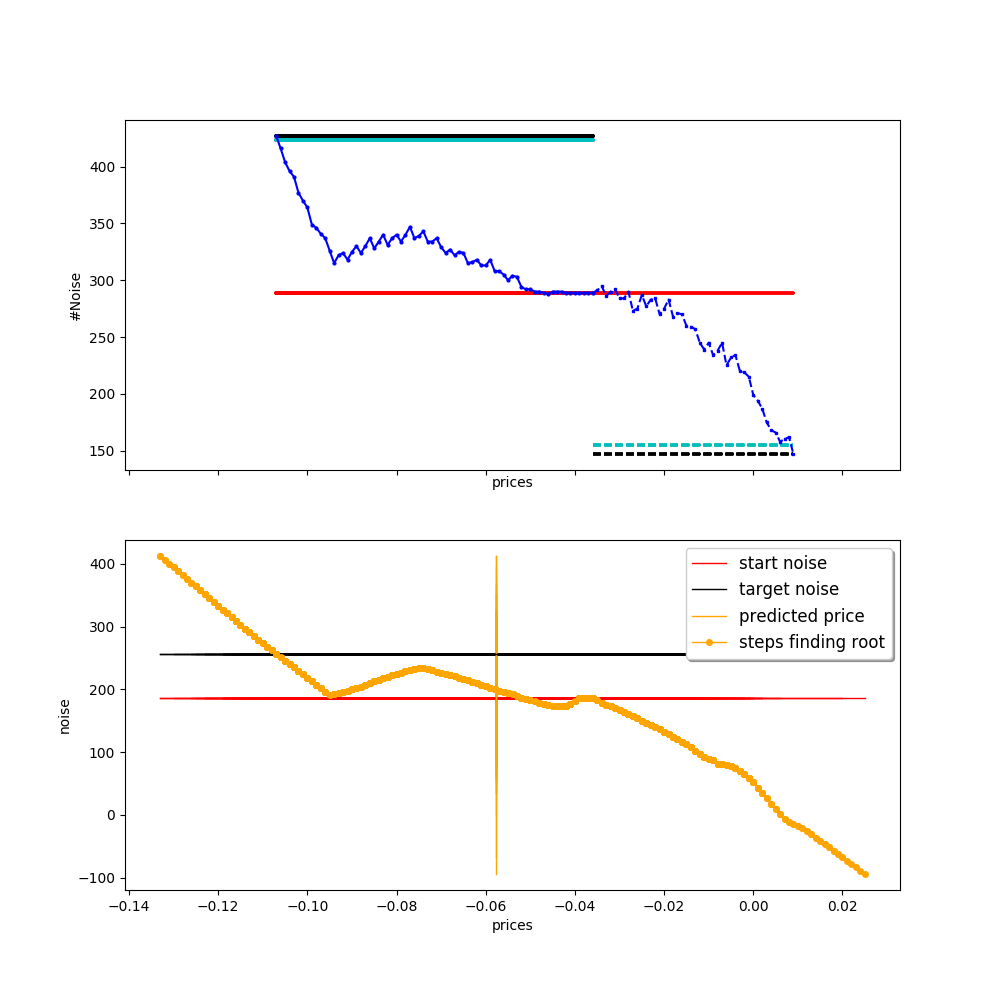 400
350
300
250
200
150
#Noise
prices
400
300
200
100
0
−100
noise
start noise
target noise
predicted price
steps finding root
−0.14 −0.12 −0.10 −0.08 −0.06 −0.04 −0.02 0.00 0.02
prices